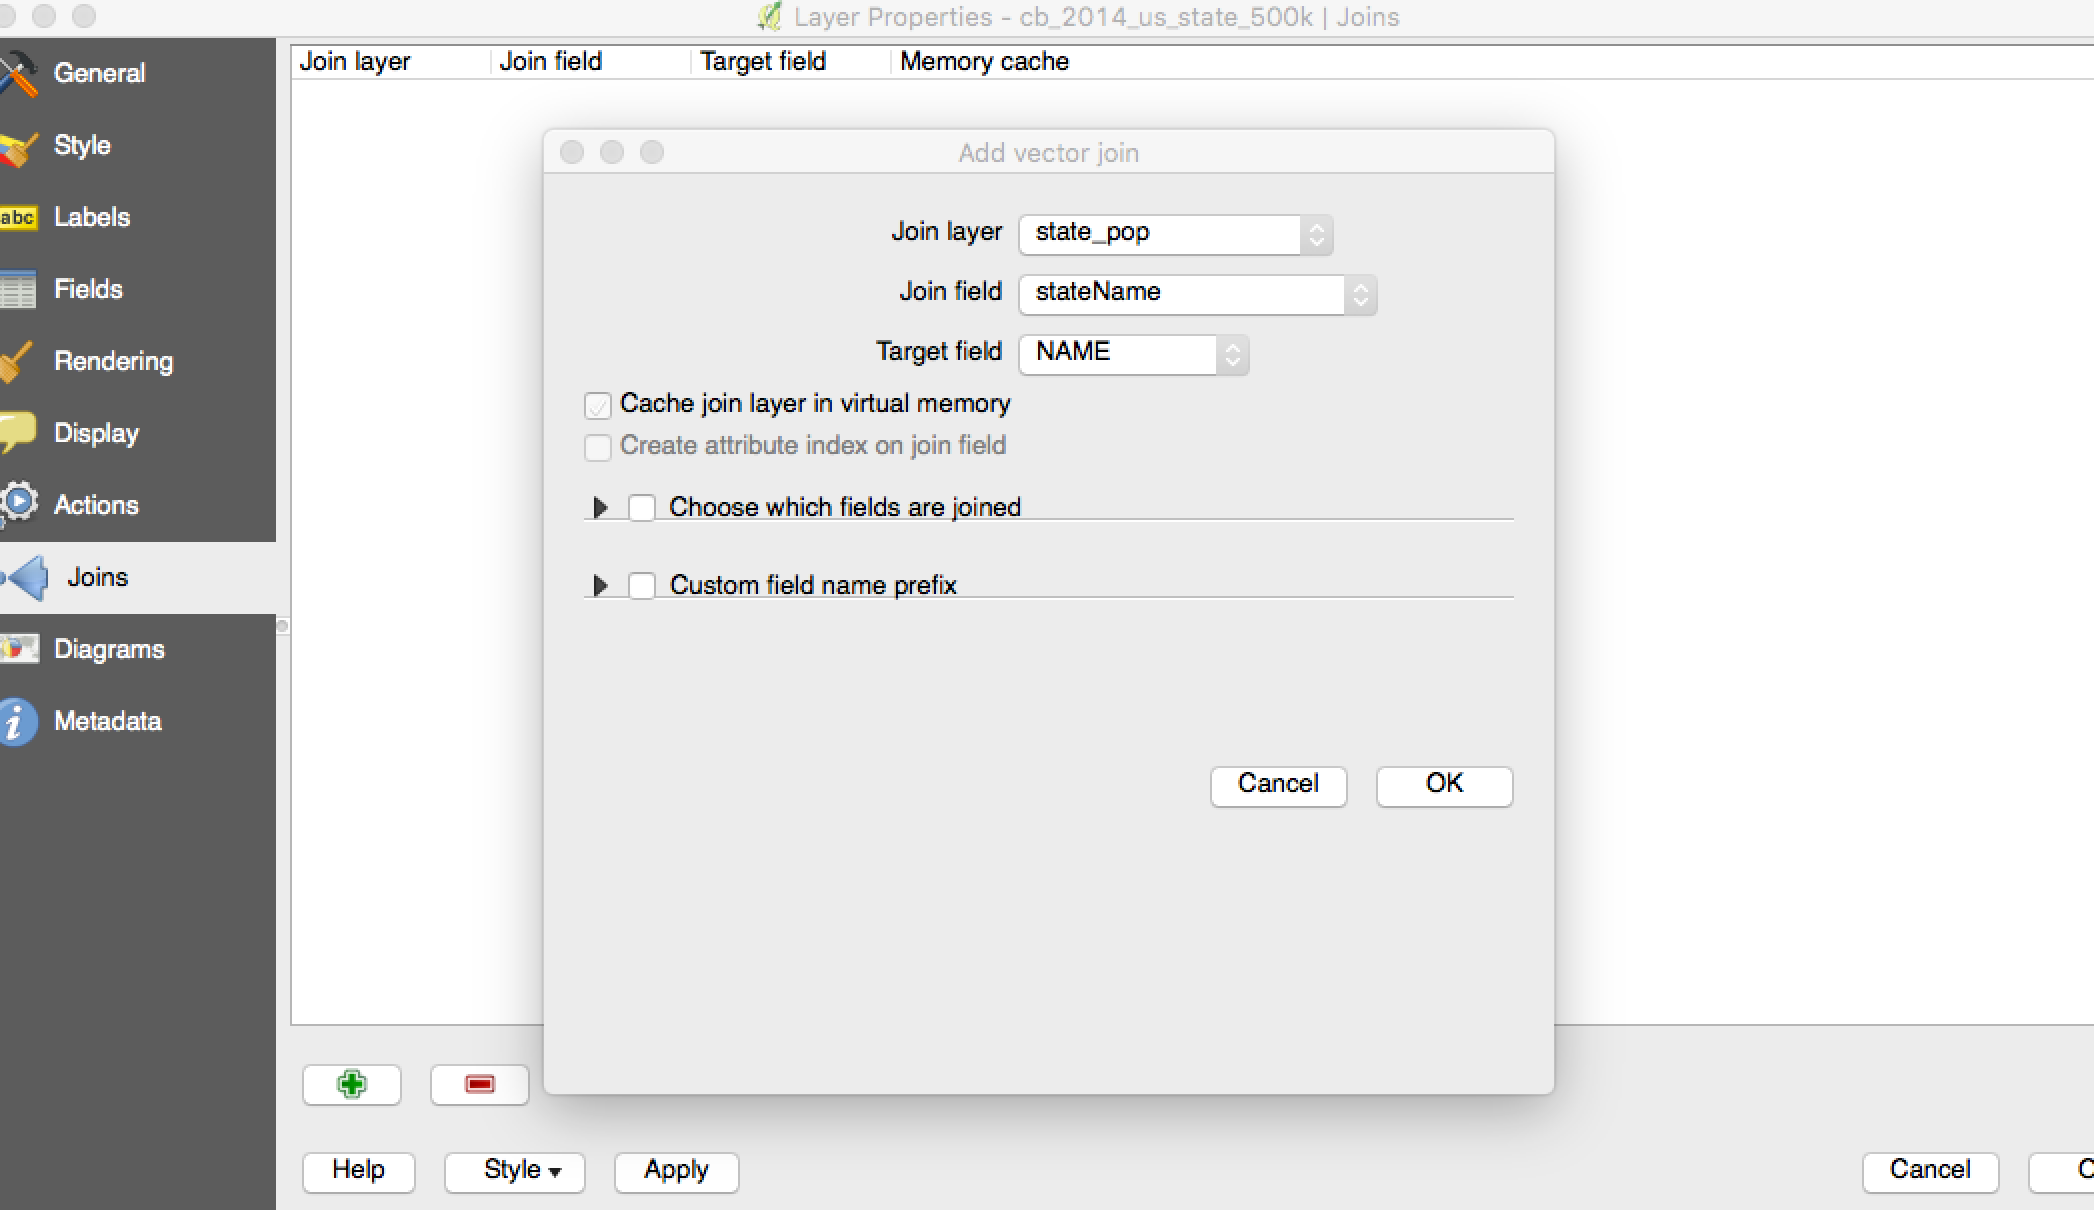 Layer Properties - cb_2014_us_state_500k | Joins
General
Style
abc Labels
Fields
Rendering
Display
Actions
Joins
Diagrams
Metadata
Join layer Join field Target field Memory cache
Add vector join
Join layer state_pop
Join field stateName
Target field NAME
Cache join layer in virtual memory
Create attribute index on join field
Choose which fields are joined
Custom field name prefix
Cancel OK
Help Style Apply Cancel